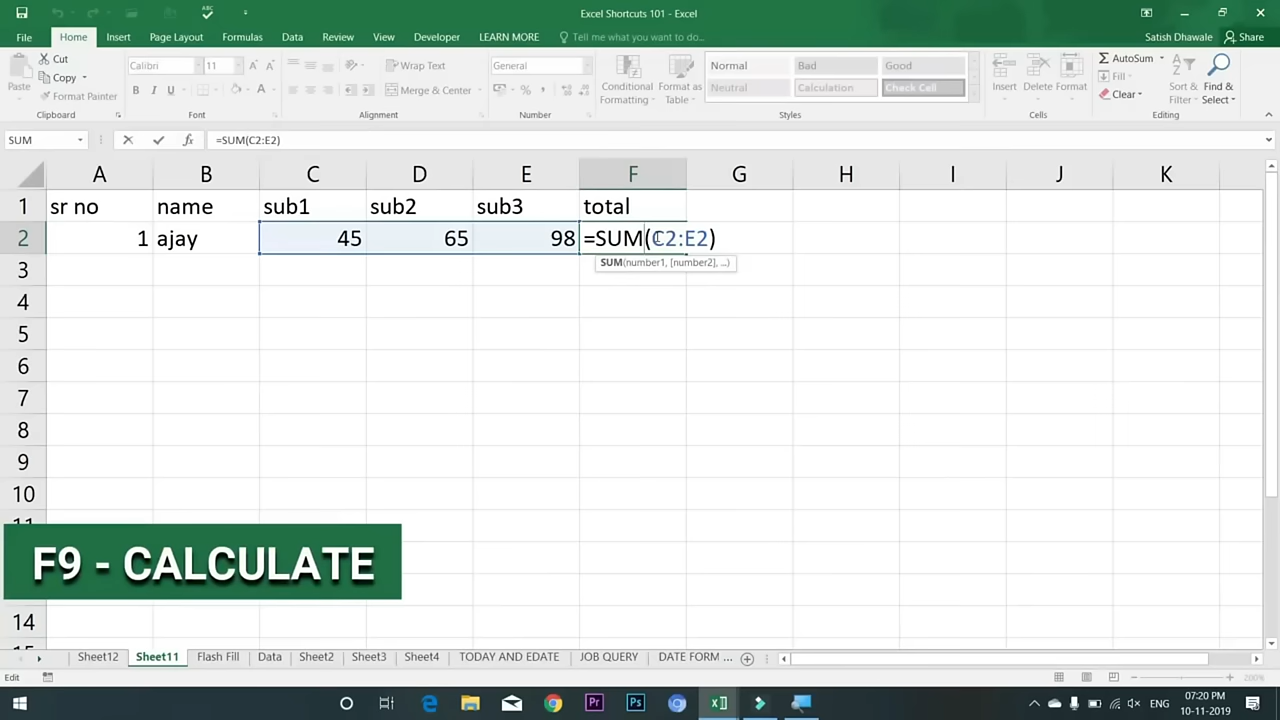 Excel Shortcuts 101 - Excel
File Home Insert Page Layout Formulas Data Review View Developer LEARN MORE Tell me what you want to do... Satish Dhawale Share
Cut
Copy
Format Painter
Paste
Clipboard
Calibri 11
B I U
A
Font
Wrap Text
Merge & Center
Alignment
General
%
Number
Conditional Formatting
Format as Table
Normal Bad Good
Neutral Calculation Check Cell
Styles
Insert Delete Format
Cells
AutoSum
Fill
Clear
Sort & Filter
Find & Select
Editing
SUM fx =SUM(C2:E2)
A B C D E F G H I J K
1 sr no name sub1 sub2 sub3 total
2 1 ajay 45 65 98 =SUM(C2:E2)
SUM(number1, [number2], ...)
3
4
5
6
7
8
9
10
F9 - CALCULATE
14
Sheet12 Sheet11 Flash Fill Data Sheet2 Sheet3 Sheet4 TODAY AND EDATE JOB QUERY DATE FORM ...
Edit 200%
Pr Ps ENG 07:20 PM
10-11-2019